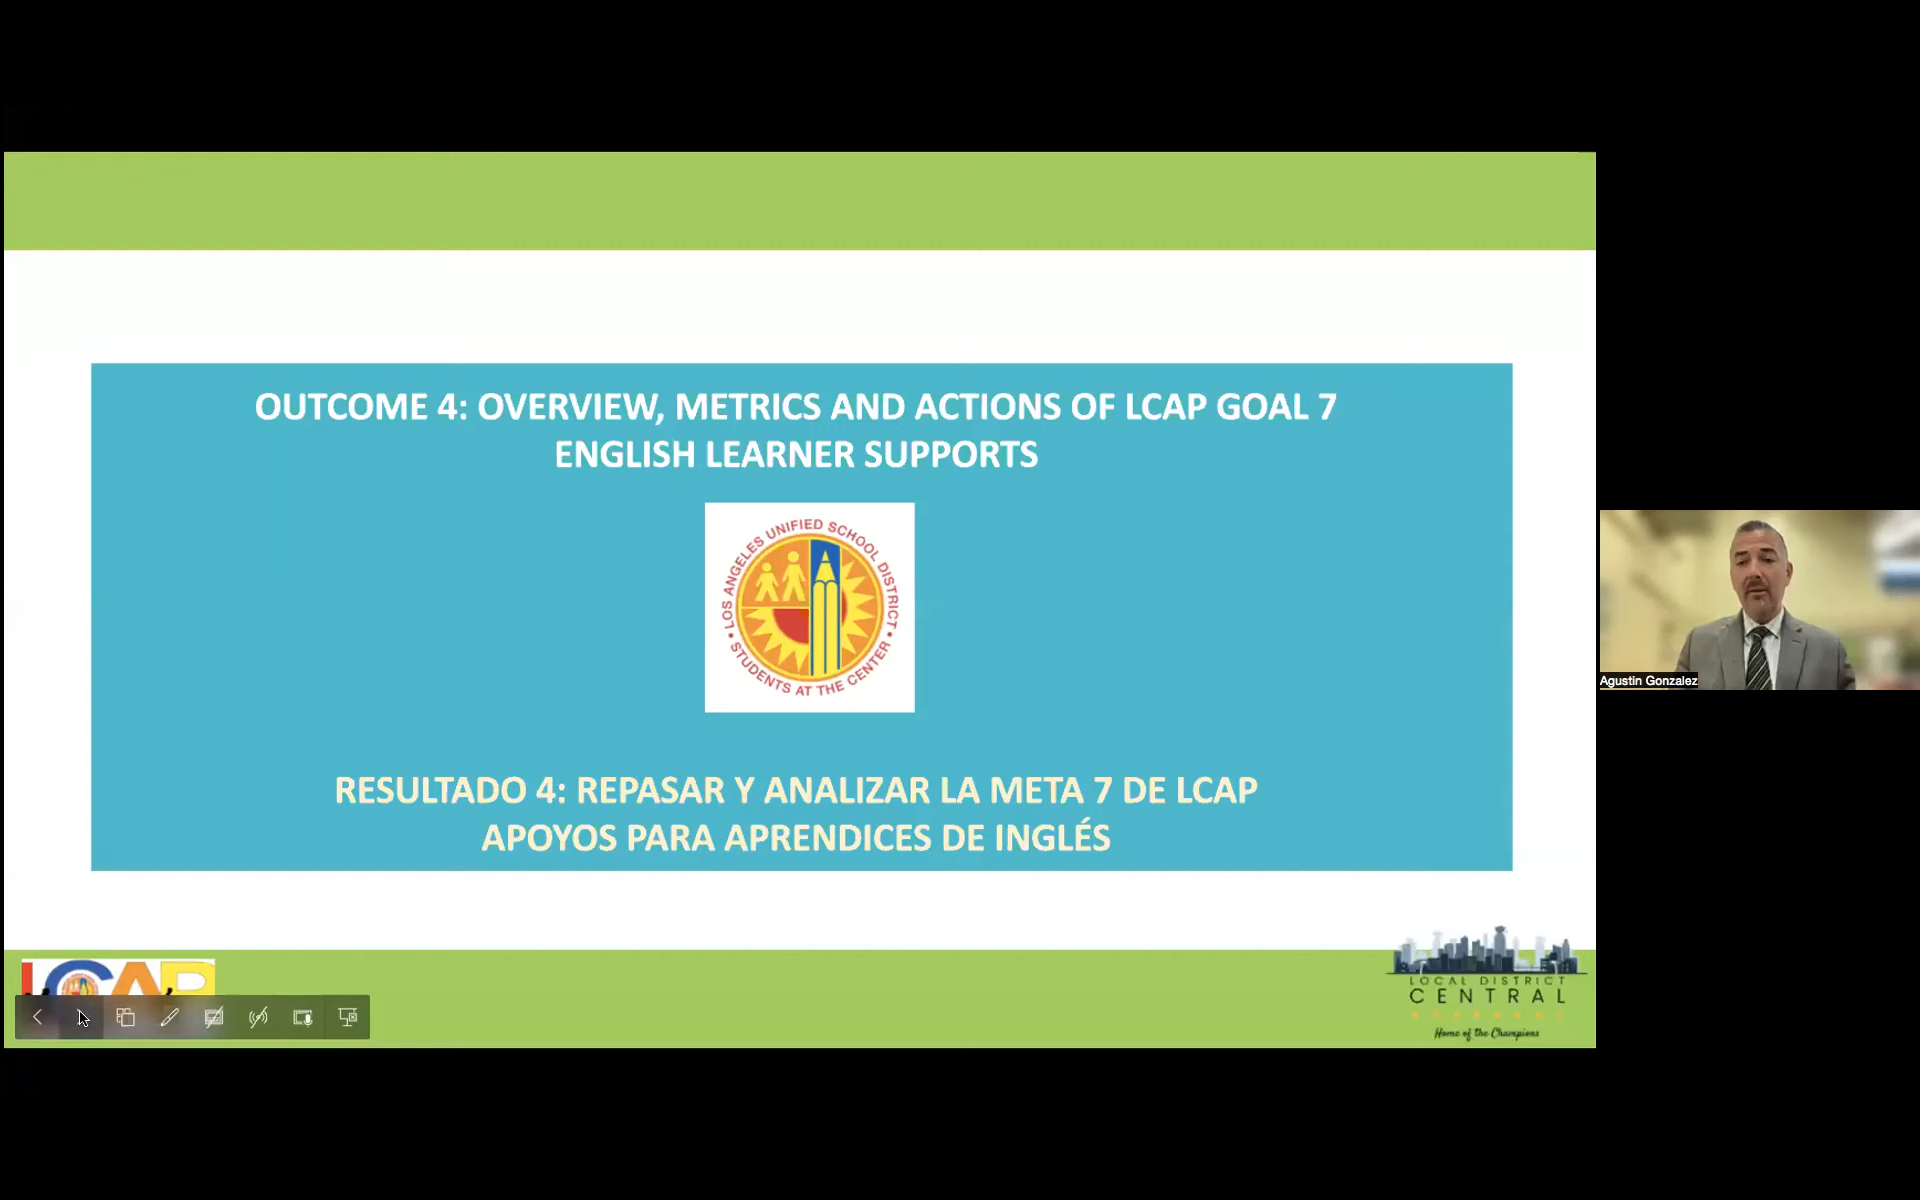 OUTCOME 4: OVERVIEW, METRICS AND ACTIONS OF LCAP GOAL 7
ENGLISH LEARNER SUPPORTS
LOS ANGELES UNIFIED SCHOOL DISTRICT
• STUDENTS AT THE CENTER •
RESULTADO 4: REPASAR Y ANALIZAR LA META 7 DE LCAP
APOYOS PARA APRENDICES DE INGLÉS
Agustin Gonzalez
LCAP
LOCAL DISTRICT
CENTRAL
Home of the Champions